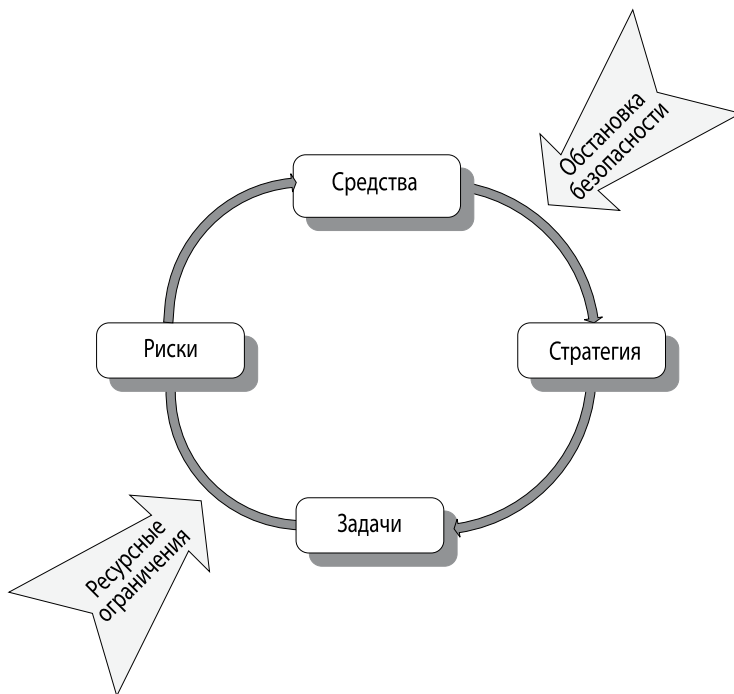 Обстановка
безопасности
Средства
Риски
Стратегия
Задачи
Ресурсные
ограничения